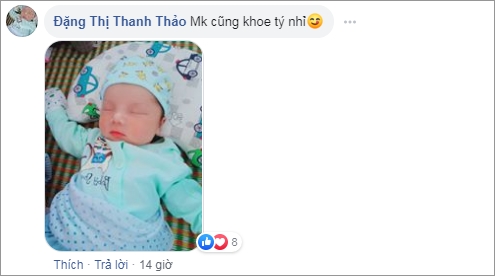 Đặng Thị Thanh Thảo Mk cũng khoe tý nhỉ😊 ...
8
Thích · Trả lời · 14 giờ